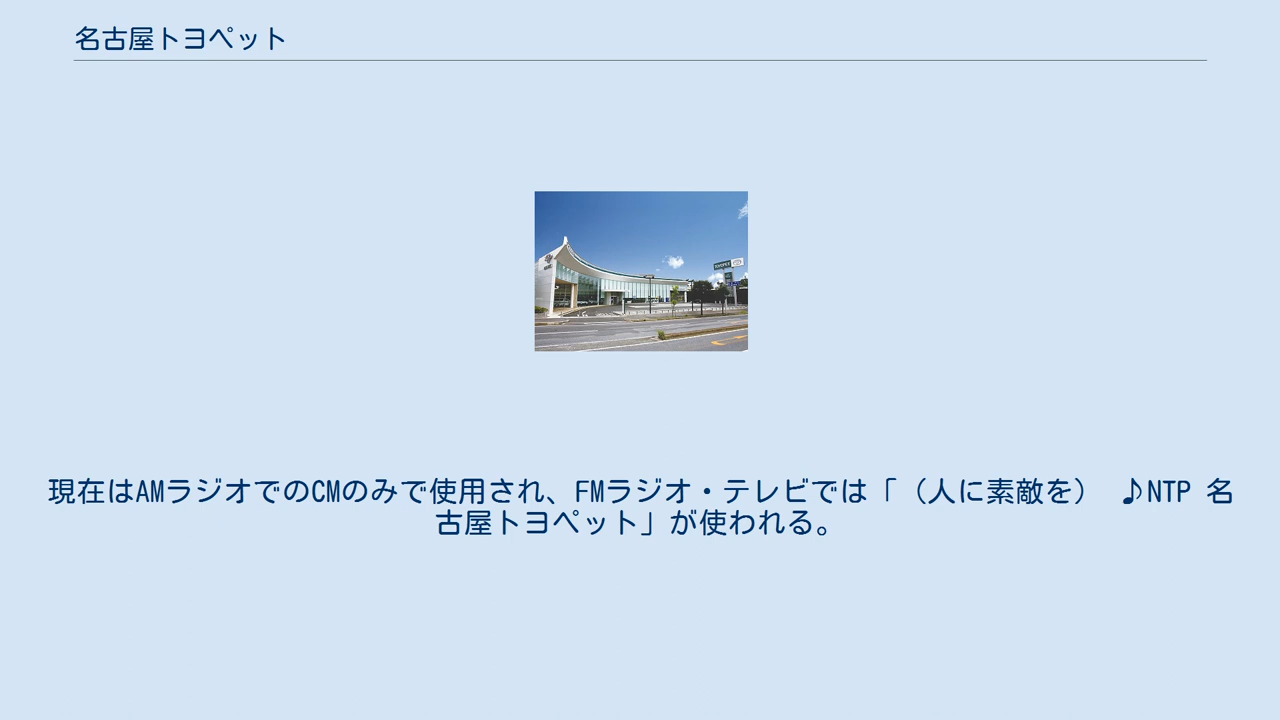 名古屋トヨペット
現在はAMラジオでのCMのみで使用され、FMラジオ・テレビでは「（人に素敵を） ♪NTP 名
古屋トヨペット」が使われる。